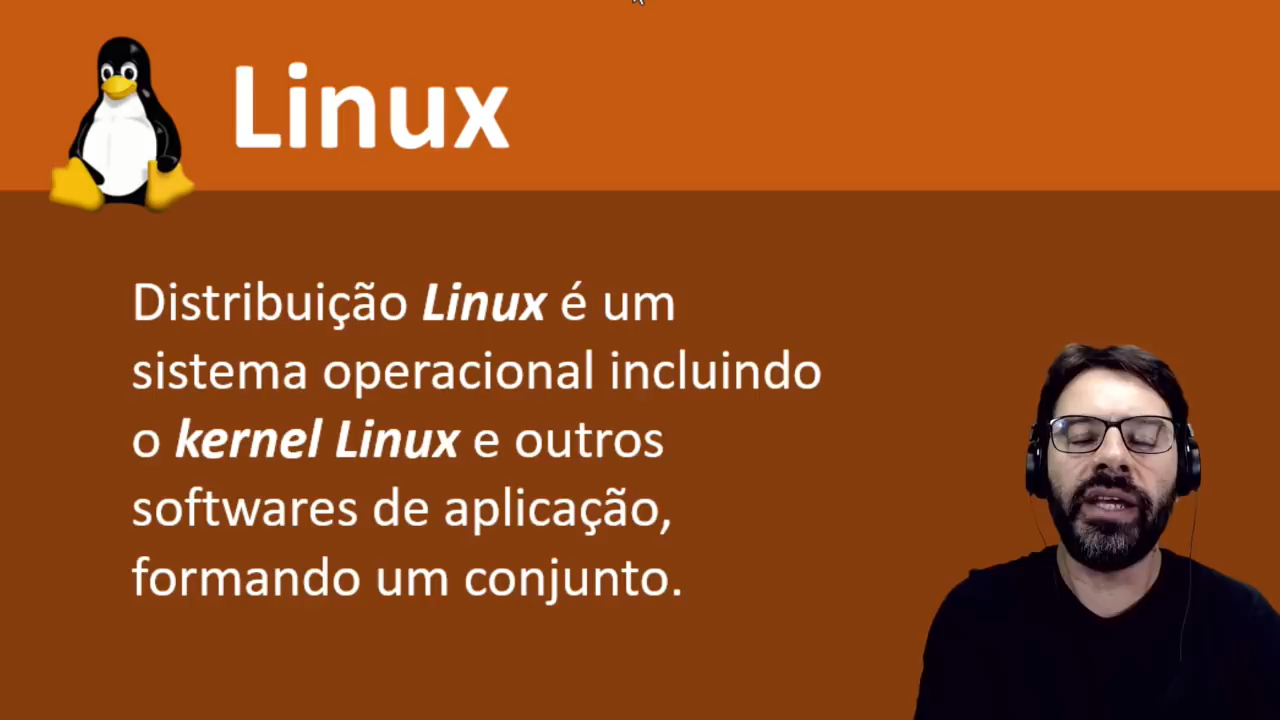 Linux
Distribuição Linux é um
sistema operacional incluindo
o kernel Linux e outros
softwares de aplicação,
formando um conjunto.